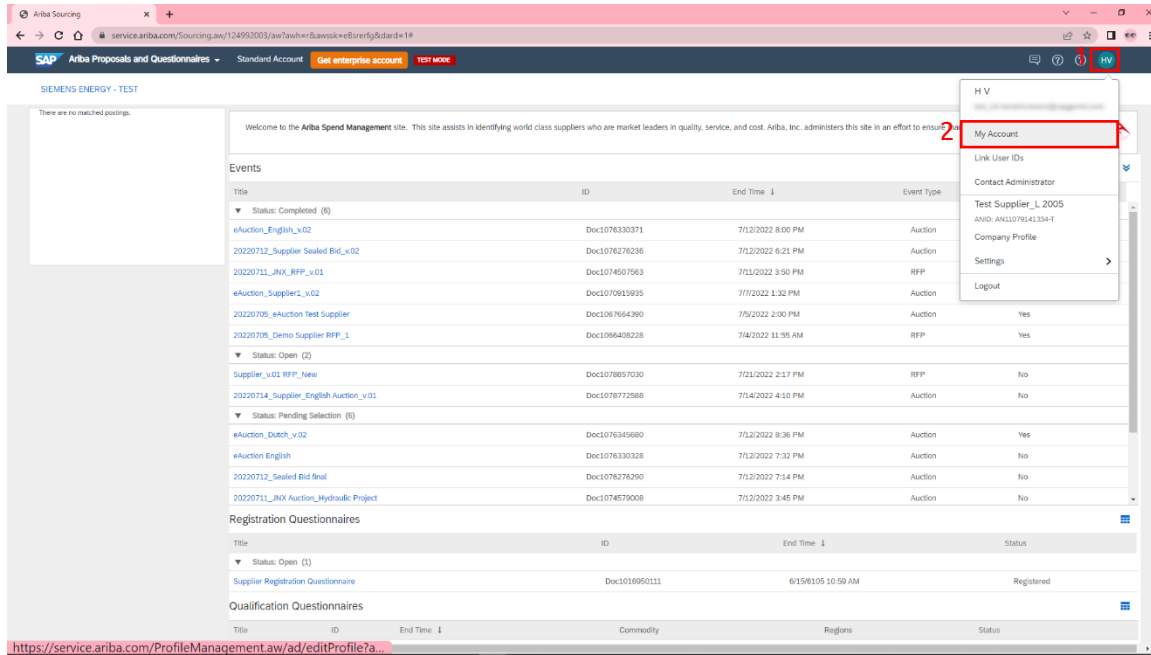 Ariba Sourcing
service.ariba.com/Sourcing.aw/124992003/aw?awh=r&awssk=e8srerfg&dard=1#
SAP Ariba Proposals and Questionnaires Standard Account Get enterprise account TEST MODE
1 HV
SIEMENS ENERGY - TEST
There are no matched postings.
Welcome to the Ariba Spend Management site. This site assists in identifying world class suppliers who are market leaders in quality, service, and cost. Ariba, Inc. administers this site in an effort to ensure
H V
2 My Account
Link User IDs
Contact Administrator
Test Supplier_L 2005
ANID: AN11079141334-T
Company Profile
Settings
Logout
Events
Title ID End Time Event Type
Status: Completed (6)
eAuction_English_v.02 Doc1076330371 7/12/2022 8:00 PM Auction
20220712_Supplier Sealed Bid_v.02 Doc1076276236 7/12/2022 6:21 PM Auction
20220711_JNX_RFP_v.01 Doc1074507563 7/11/2022 3:50 PM RFP
eAuction_Supplier1_v.02 Doc1070915935 7/7/2022 1:32 PM Auction
20220705_eAuction Test Supplier Doc1067664390 7/5/2022 2:00 PM Auction Yes
20220705_Demo Supplier RFP_1 Doc1066408228 7/4/2022 11:55 AM RFP Yes
Status: Open (2)
Supplier_v.01 RFP_New Doc1078857030 7/21/2022 2:17 PM RFP No
20220714_Supplier_English Auction_v.01 Doc1078772588 7/14/2022 4:10 PM Auction No
Status: Pending Selection (6)
eAuction_Dutch_v.02 Doc1076345680 7/12/2022 8:36 PM Auction Yes
eAuction English Doc1076330328 7/12/2022 7:32 PM Auction No
20220712_Sealed Bid final Doc1076276290 7/12/2022 7:14 PM Auction No
20220711_JNX Auction_Hydraulic Project Doc1074579008 7/12/2022 3:45 PM Auction No
Registration Questionnaires
Title ID End Time Status
Status: Open (1)
Supplier Registration Questionnaire Doc1016950111 6/15/6105 10:59 AM Registered
Qualification Questionnaires
Title ID End Time Commodity Regions Status
https://service.ariba.com/ProfileManagement.aw/ad/editProfile?a...